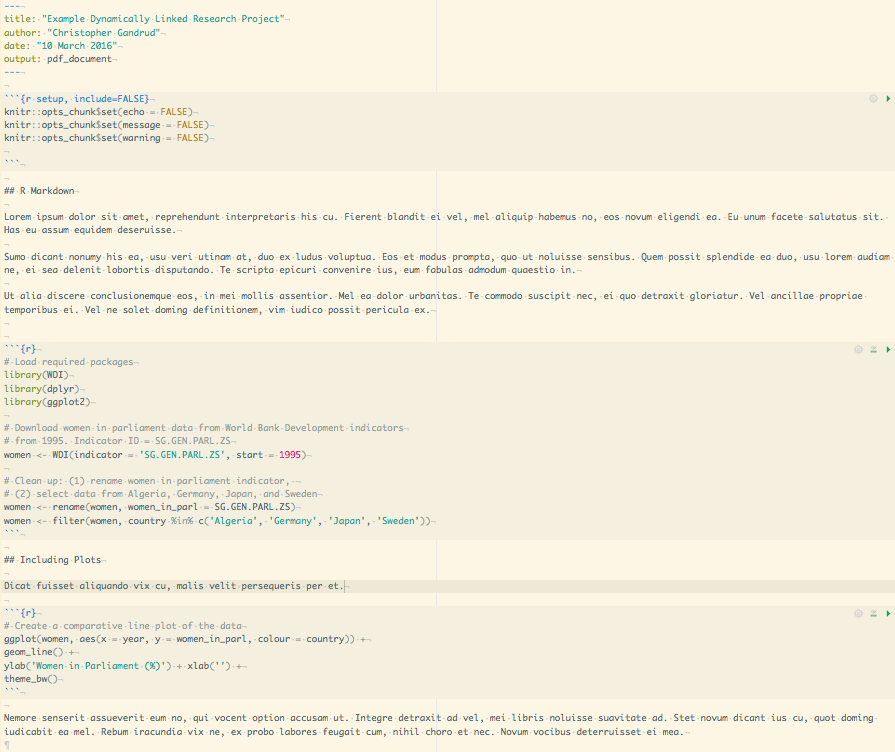 ---
title: "Example Dynamically Linked Research Project"
author: "Christopher Gandrud"
date: "10 March 2016"
output: pdf_document
---
```{r setup, include=FALSE}
knitr::opts_chunk$set(echo = FALSE)
knitr::opts_chunk$set(message = FALSE)
knitr::opts_chunk$set(warning = FALSE)
```
## R Markdown
Lorem ipsum dolor sit amet, reprehendunt interpretaris his cu. Fierent blandit ei vel, mel aliquip habemus no, eos novum eligendi ea. Eu unum facete salutatus sit.
Has eu assum equidem deseruisse.
Sumo dicant nonumy his ea, usu veri utinam at, duo ex ludus voluptua. Eos et modus prompta, quo ut noluisse sensibus. Quem possit splendide ea duo, usu lorem audiam
ne, ei sea delenit lobortis disputando. Te scripta epicuri convenire ius, eum fabulas admodum quaestio in.
Ut alia discere conclusionemque eos, in mei mollis assentior. Mel ea dolor urbanitas. Te commodo suscipit nec, ei quo detraxit gloriatur. Vel ancillae propriae
temporibus ei. Vel ne solet doming definitionem, vim iudico possit pericula ex.
```{r}
# Load required packages
library(WDI)
library(dplyr)
library(ggplot2)
# Download women in parliament data from World Bank Development indicators
# from 1995. Indicator ID = SG.GEN.PARL.ZS
women <- WDI(indicator = 'SG.GEN.PARL.ZS', start = 1995)
# Clean up: (1) rename women in parliament indicator,
# (2) select data from Algeria, Germany, Japan, and Sweden
women <- rename(women, women_in_parl = SG.GEN.PARL.ZS)
women <- filter(women, country %in% c('Algeria', 'Germany', 'Japan', 'Sweden'))
```
## Including Plots
Dicat fuisset aliquando vix cu, malis velit persequeris per et.
```{r}
# Create a comparative line plot of the data
ggplot(women, aes(x = year, y = women_in_parl, colour = country)) +
geom_line() +
ylab('Women in Parliament (%)') + xlab('') +
theme_bw()
```
Nemore senserit assueverit eum no, qui vocent option accusam ut. Integre detraxit ad vel, mei libris noluisse suavitate ad. Stet novum dicant ius cu, quot doming
iudicabit ea mel. Rebum iracundia vix ne, ex probo labores feugait cum, nihil choro et nec. Novum vocibus deterruisset ei mea.